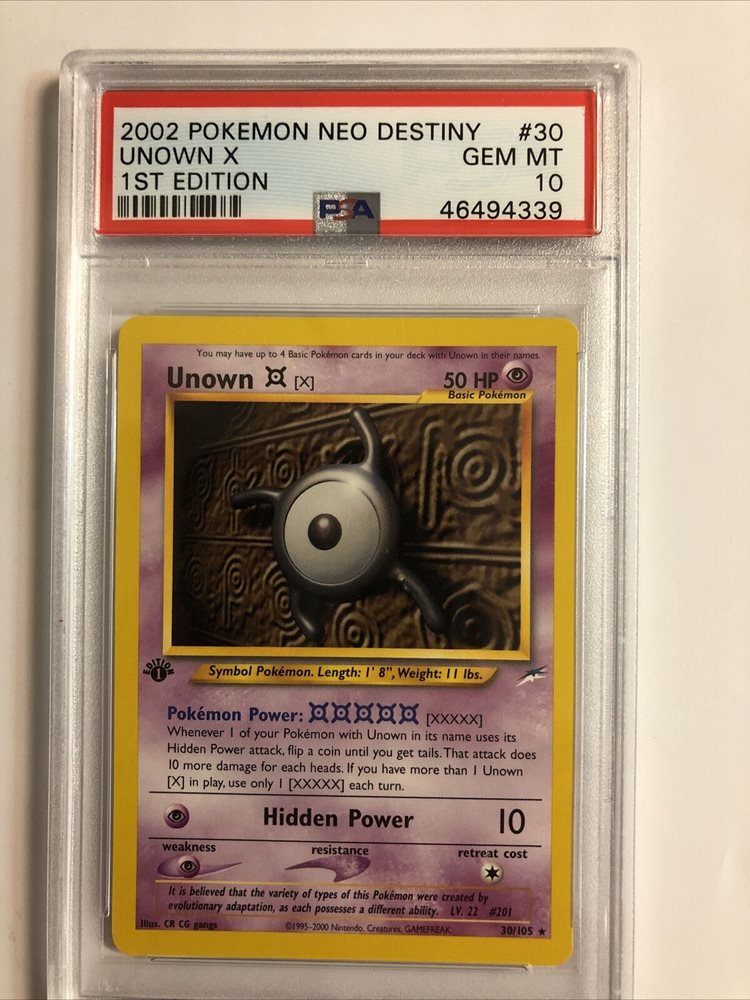 2002 POKEMON NEO DESTINY #30
UNOWN X GEM MT
1ST EDITION 10
PSA 46494339
You may have up to 4 Basic Pokémon cards in your deck with Unown in their names.
Unown [X] 50 HP
Basic Pokémon
EDITION
1
Symbol Pokémon. Length: 1' 8", Weight: 11 lbs.
Pokémon Power: [XXXXX]
Whenever 1 of your Pokémon with Unown in its name uses its
Hidden Power attack, flip a coin until you get tails. That attack does
10 more damage for each heads. If you have more than 1 Unown
[X] in play, use only 1 [XXXXX] each turn.
Hidden Power 10
weakness resistance retreat cost
It is believed that the variety of types of this Pokémon were created by
evolutionary adaptation, as each possesses a different ability. LV. 22 #201
Illus. CR CG gangs ©1995-2000 Nintendo, Creatures, GAMEFREAK. 30/105 ★